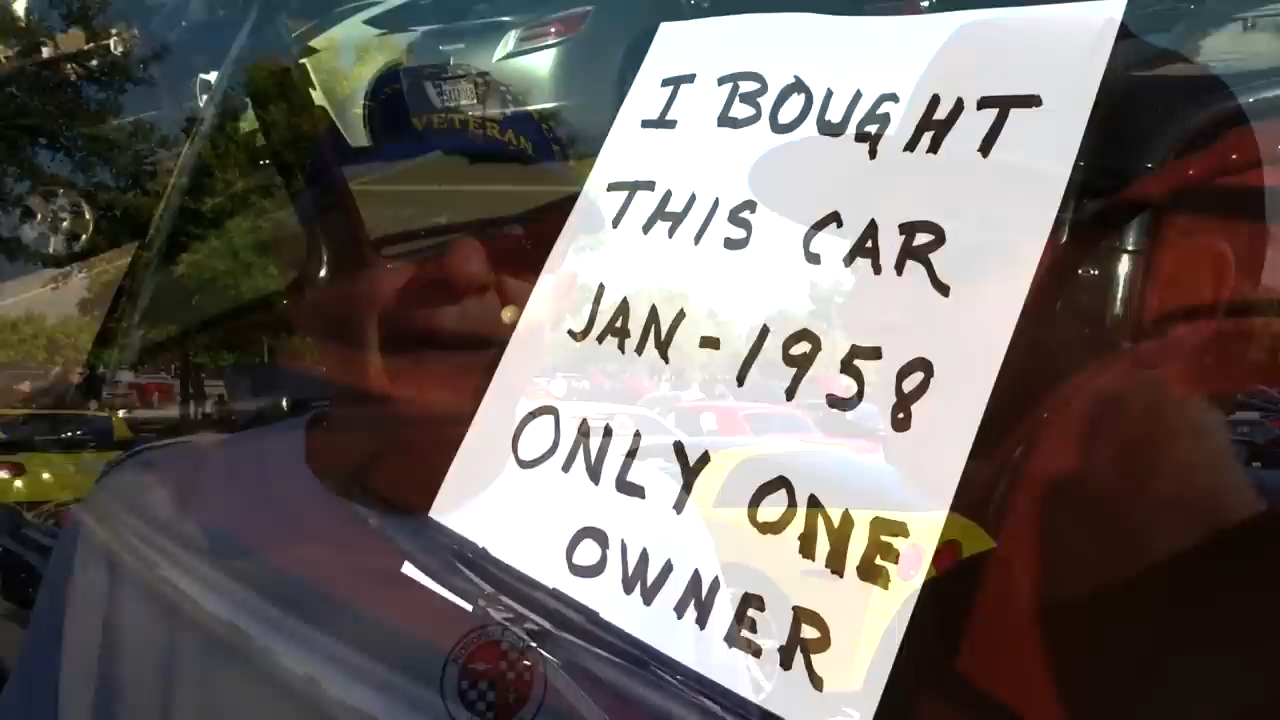 VETERAN
I BOUGHT
THIS CAR
JAN-1958
ONLY ONE
OWNER